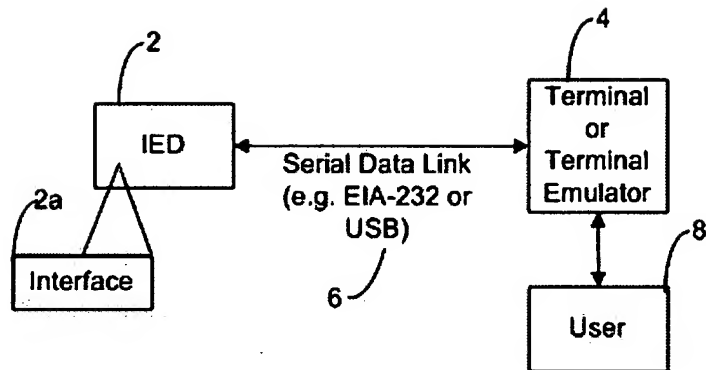 2
4
IED
Terminal
or
Terminal
Emulator
Serial Data Link
(e.g. EIA-232 or
USB)
2a
Interface
6
8
User